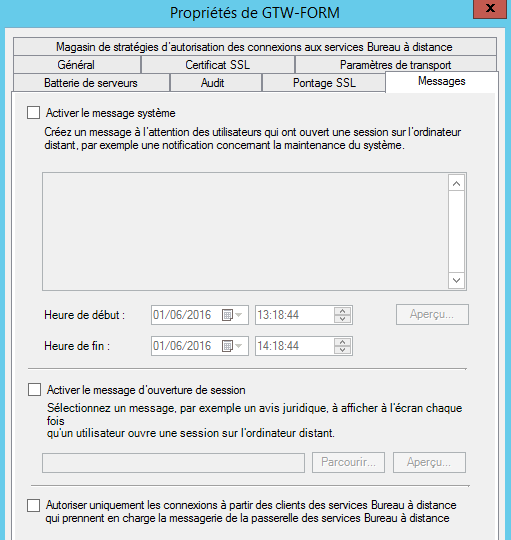 Propriétés de GTW-FORM
x
Magasin de stratégies d'autorisation des connexions aux services Bureau à distance
Général
Certificat SSL
Paramètres de transport
Batterie de serveurs
Audit
Pontage SSL
Messages
Activer le message système
Créez un message à l'attention des utilisateurs qui ont ouvert une session sur l'ordinateur
distant, par exemple une notification concernant la maintenance du système.
Heure de début :
01/06/2016
13:18:44
Aperçu...
Heure de fin :
01/06/2016
14:18:44
Activer le message d'ouverture de session
Sélectionnez un message, par exemple un avis juridique, à afficher à l'écran chaque
fois
qu'un utilisateur ouvre une session sur l'ordinateur distant.
Parcourir...
Aperçu...
Autoriser uniquement les connexions à partir des clients des services Bureau à distance
qui prennent en charge la messagerie de la passerelle des services Bureau à distance